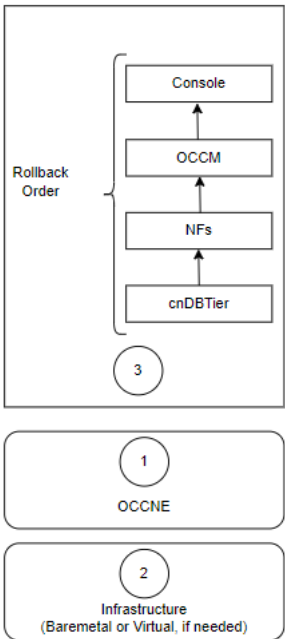 Console
OCCM
Rollback
Order
NFs
cnDBTier
3
1
OCCNE
2
Infrastructure
(Baremetal or Virtual, if needed)